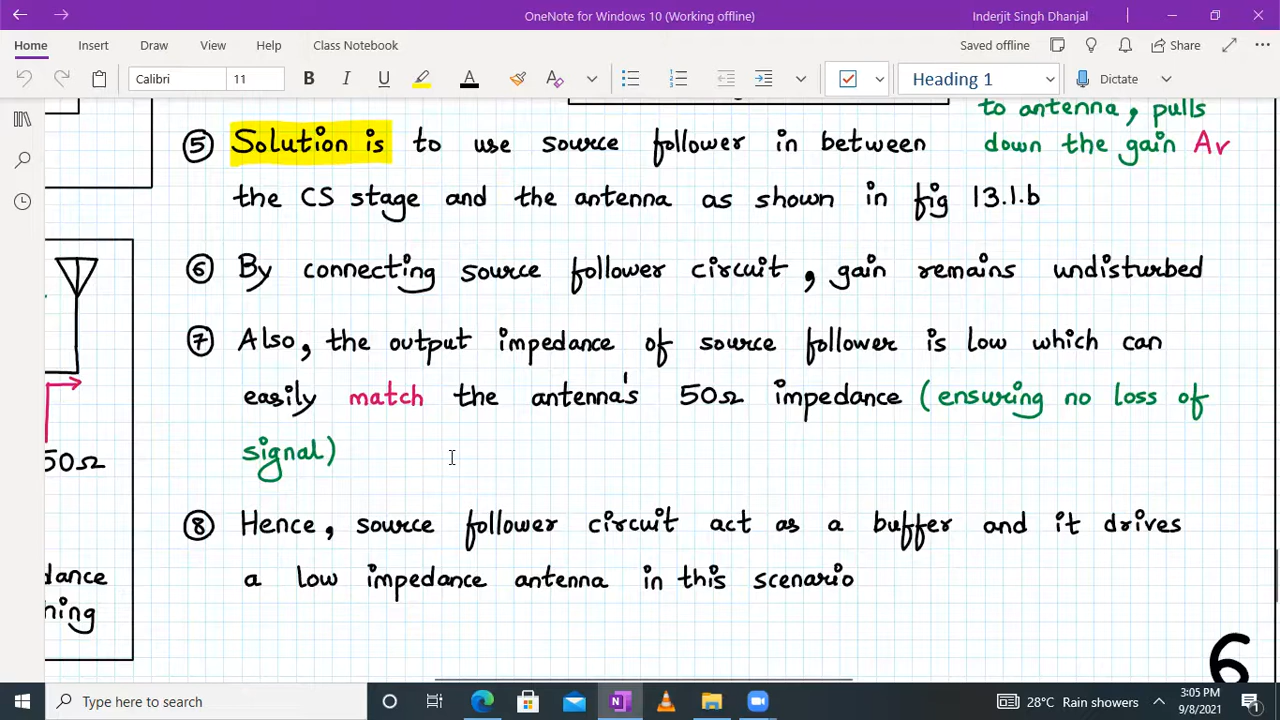 OneNote for Windows 10 (Working offline)
Inderjit Singh Dhanjal
Home Insert Draw View Help Class Notebook
Saved offline
Share
Calibri 11 B I U A Heading 1 Dictate
to antenna, pulls
down the gain Av
5 Solution is to use source follower in between
the CS stage and the antenna as shown in fig 13.1.b
6 By connecting source follower circuit, gain remains undisturbed
7 Also, the output impedance of source follower is low which can
easily match the antenna's 50Ω impedance (ensuring no loss of
signal)
50Ω
8 Hence, source follower circuit act as a buffer and it drives
a low impedance antenna in this scenario
dance
hing
6
Type here to search
28°C Rain showers
3:05 PM
9/8/2021